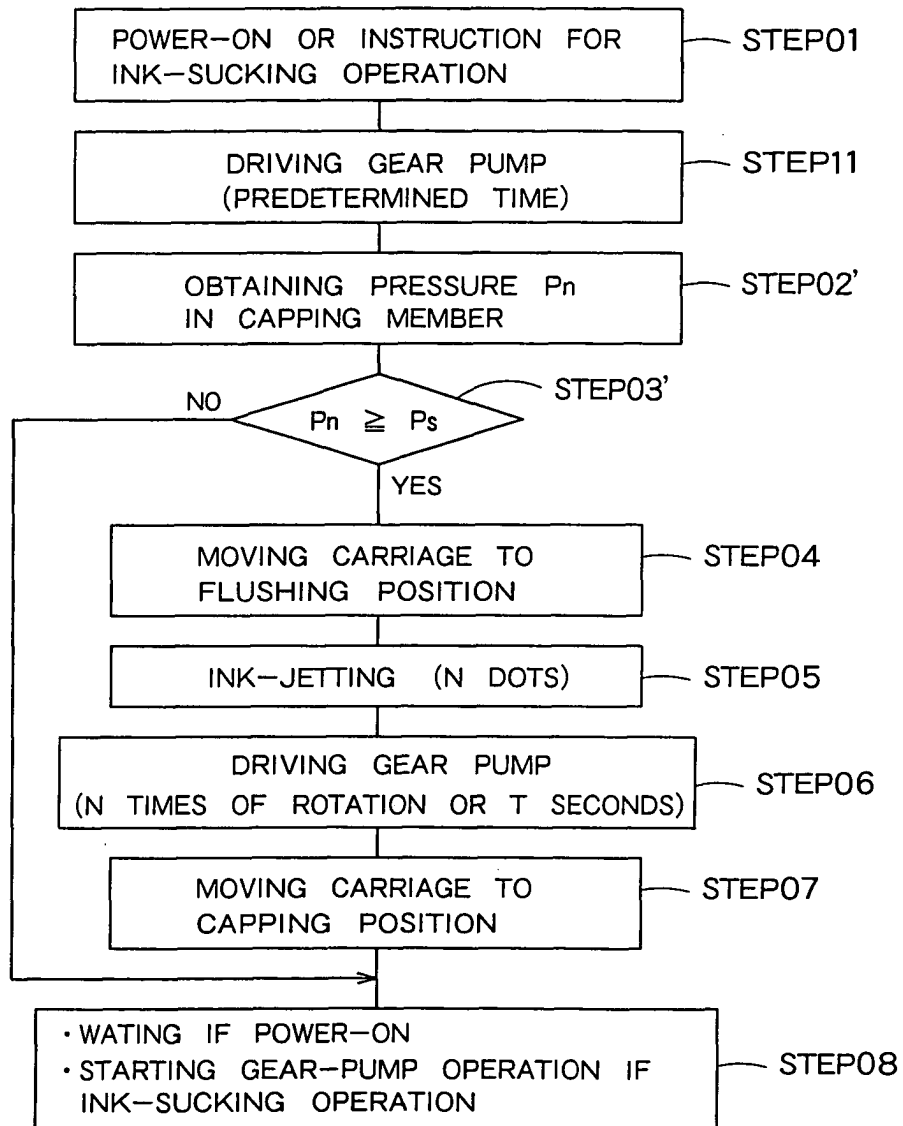 POWER-ON OR INSTRUCTION FOR
INK-SUCKING OPERATION
STEP01
DRIVING GEAR PUMP
(PREDETERMINED TIME)
STEP11
OBTAINING PRESSURE Pn
IN CAPPING MEMBER
STEP02'
STEP03'
NO
Pn ≧ Ps
YES
MOVING CARRIAGE TO
FLUSHING POSITION
STEP04
INK-JETTING (N DOTS)
STEP05
DRIVING GEAR PUMP
(N TIMES OF ROTATION OR T SECONDS)
STEP06
MOVING CARRIAGE TO
CAPPING POSITION
STEP07
・WATING IF POWER-ON
・STARTING GEAR-PUMP OPERATION IF
INK-SUCKING OPERATION
STEP08